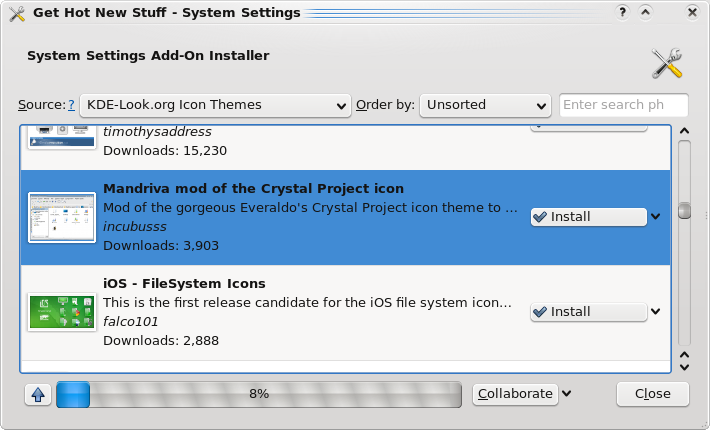 Get Hot New Stuff - System Settings
?
System Settings Add-On Installer
Source: ? KDE-Look.org Icon Themes Order by: Unsorted Enter search ph
timothysaddress
Downloads: 15,230
Mandriva mod of the Crystal Project icon
Mod of the gorgeous Everaldo's Crystal Project icon theme to ...
Install
incubusss
Downloads: 3,903
iOS - FileSystem Icons
This is the first release candidate for the iOS file system icon...
Install
falco101
Downloads: 2,888
8% Collaborate Close